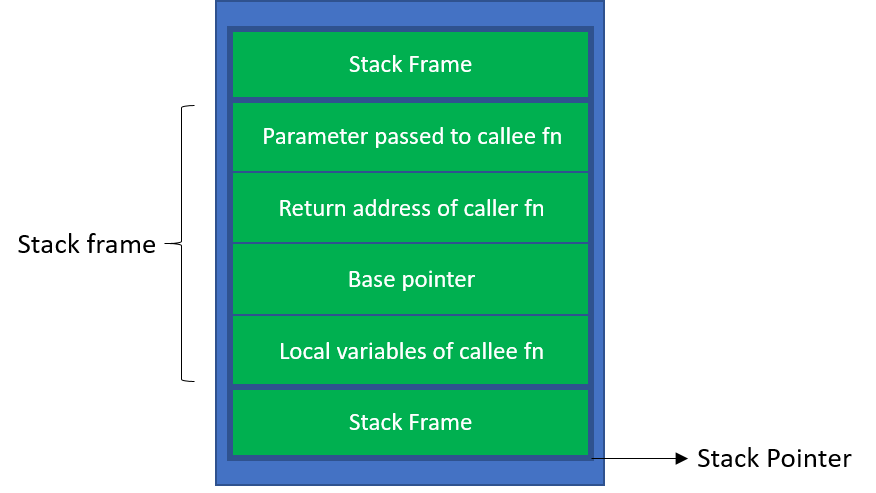 Stack Frame
Parameter passed to callee fn
Return address of caller fn
Stack frame
Base pointer
Local variables of callee fn
Stack Frame
Stack Pointer